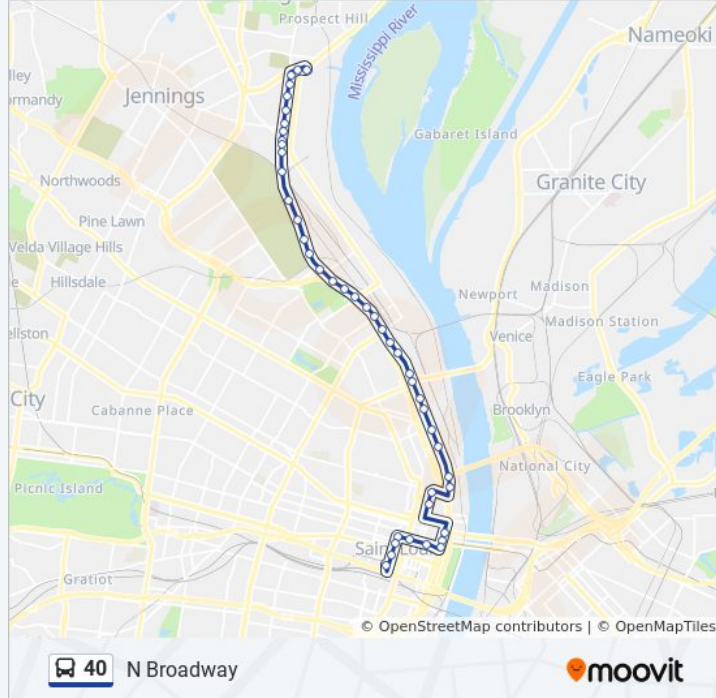 Prospect Hill
Mississippi River
Nameoki
lley
ormandy
Jennings
Gabaret Island
Northwoods
Granite City
Pine Lawn
Velda Village Hills
Hillsdale
Newport
Madison
Madison Station
ellston
Venice
Eagle Park
City
Cabanne Place
Brooklyn
National City
Picnic Island
Saint Lou
Gratiot
© OpenStreetMap contributors | © OpenMapTiles
40 N Broadway
moovit